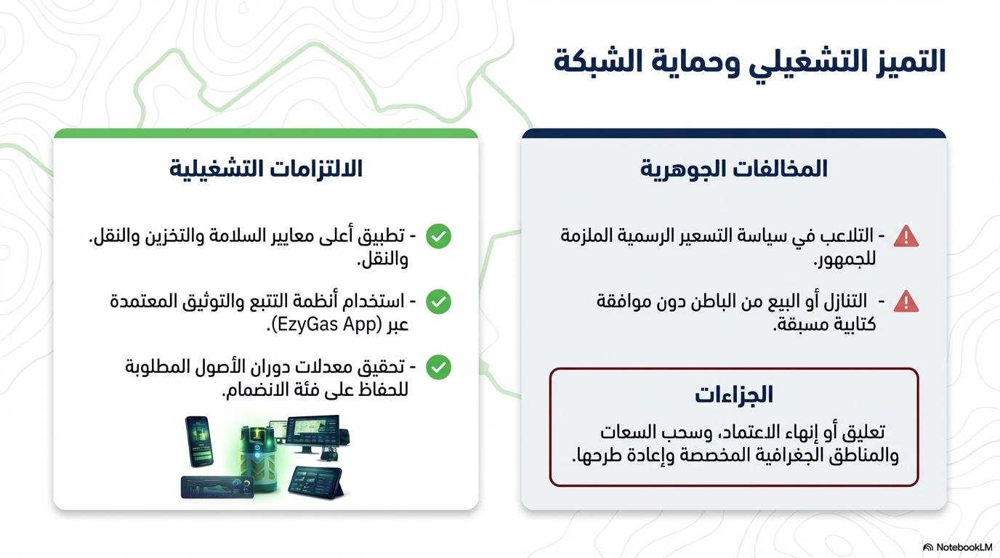 التميز التشغيلي وحماية الشبكة
المخالفات الجوهرية
- التلاعب في سياسة التسعير الرسمية الملزمة
للجمهور.
- التنازل أو البيع من الباطن دون موافقة
كتابية مسبقة.
الجزاءات
تعليق أو إنهاء الاعتماد، وسحب السعات
والمناطق الجغرافية المخصصة وإعادة طرحها.
الالتزامات التشغيلية
- تطبيق أعلى معايير السلامة والتخزين والنقل.
والنقل.
- استخدام أنظمة التتبع والتوثيق المعتمدة
عبر (EzyGas App).
- تحقيق معدلات دوران الأصول المطلوبة
للحفاظ على فئة الانضمام.
NotebookLM